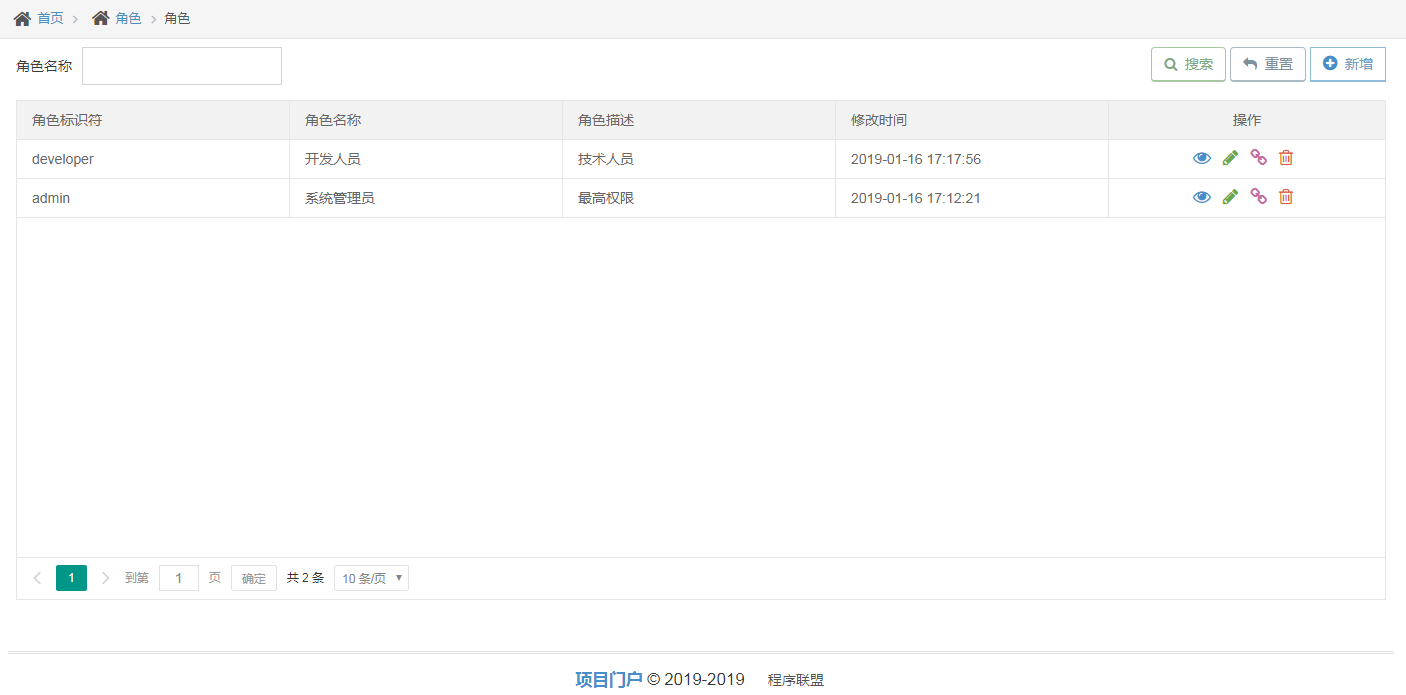 首页 角色 角色
角色名称 搜索 重置 新增
角色标识符 角色名称 角色描述 修改时间 操作
developer 开发人员 技术人员 2019-01-16 17:17:56
admin 系统管理员 最高权限 2019-01-16 17:12:21
1 到第 1 页 确定 共 2 条 10 条/页
项目门户 © 2019-2019 程序联盟